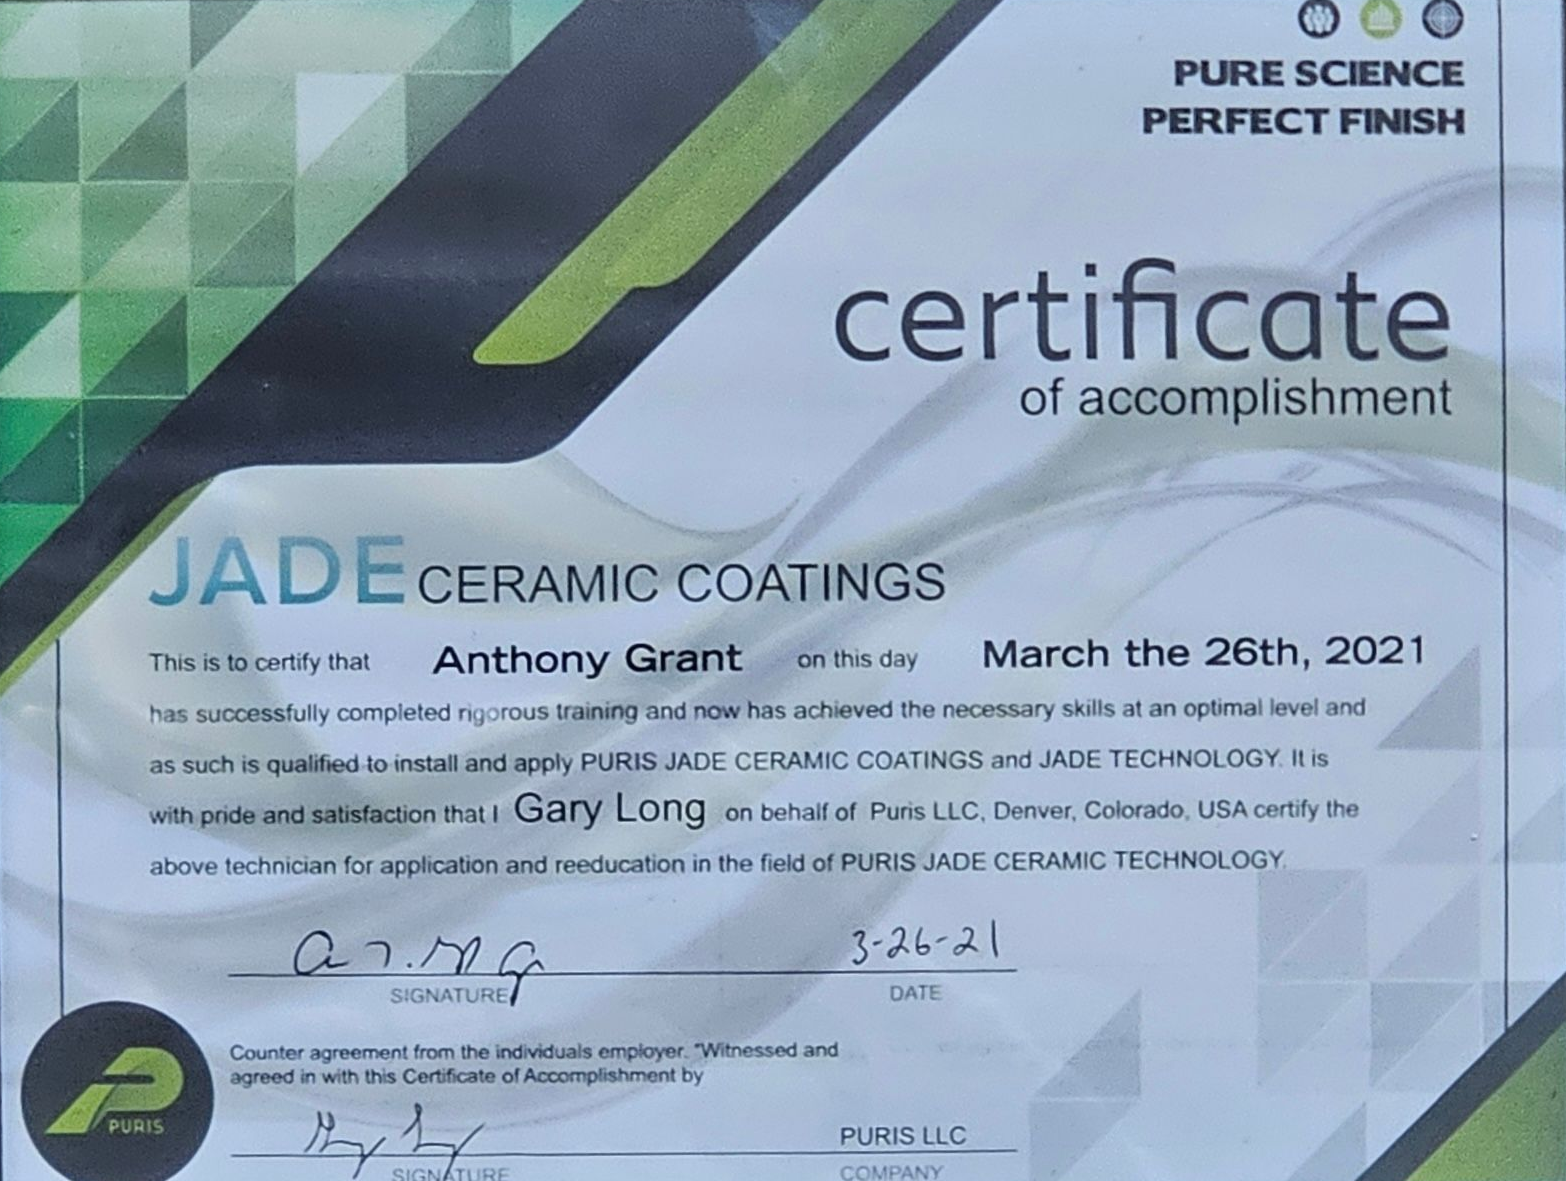 PURE SCIENCE
PERFECT FINISH
certificate
of accomplishment
JADE CERAMIC COATINGS
This is to certify that Anthony Grant on this day March the 26th, 2021
has successfully completed rigorous training and now has achieved the necessary skills at an optimal level and
as such is qualified to install and apply PURIS JADE CERAMIC COATINGS and JADE TECHNOLOGY. It is
with pride and satisfaction that I Gary Long on behalf of Puris LLC, Denver, Colorado, USA certify the
above technician for application and reeducation in the field of PURIS JADE CERAMIC TECHNOLOGY.
3-26-21
SIGNATURE DATE
Counter agreement from the individuals employer. "Witnessed and
agreed in with this Certificate of Accomplishment by
PURIS
PURIS LLC
SIGNATURE COMPANY